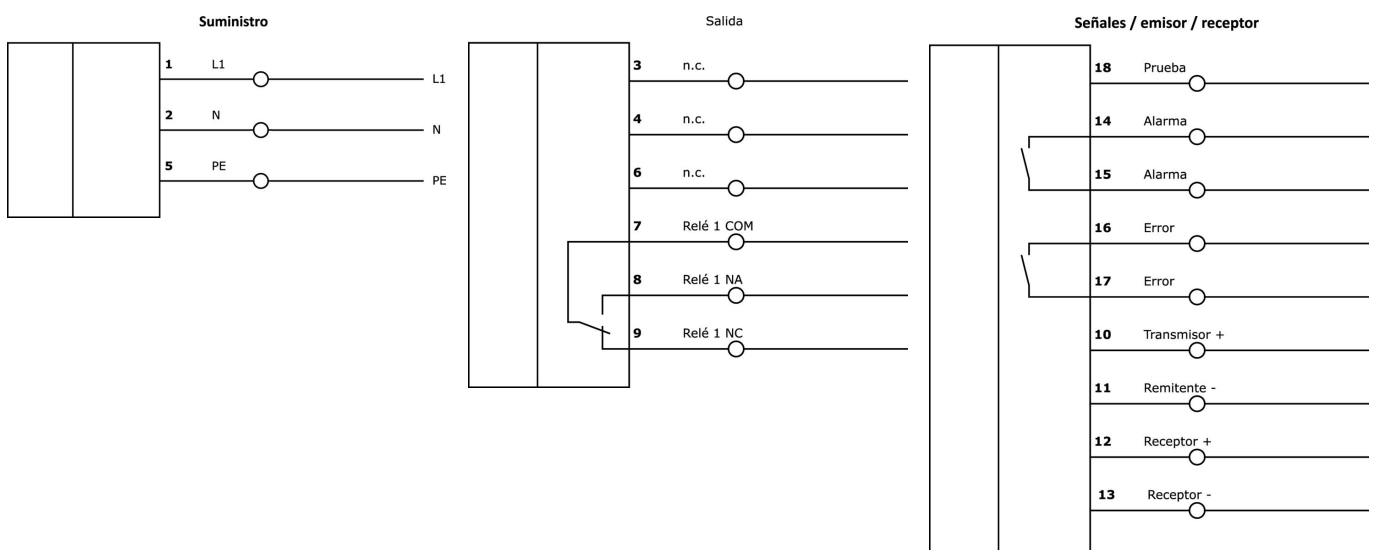 Suministro
1 L1 L1
2 N N
5 PE PE
Salida
3 n.c.
4 n.c.
6 n.c.
7 Relé 1 COM
8 Relé 1 NA
9 Relé 1 NC
Señales / emisor / receptor
18 Prueba
14 Alarma
15 Alarma
16 Error
17 Error
10 Transmisor +
11 Remitente -
12 Receptor +
13 Receptor -